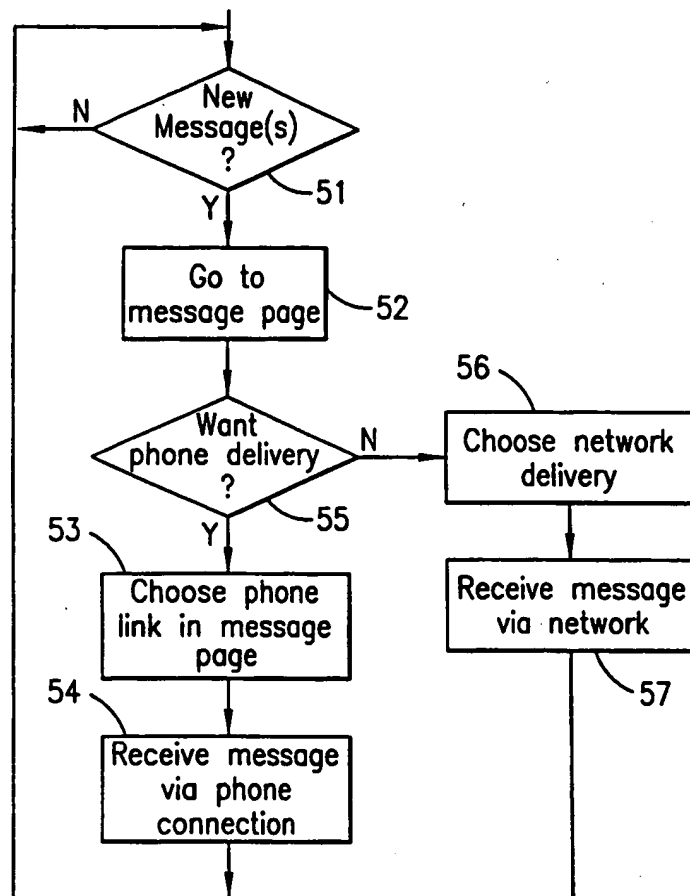 New
Message(s)
?
N
51
Y
Go to
message page
52
Want
phone delivery
?
N
55
Y
56
Choose network
delivery
53
Choose phone
link in message
page
Receive message
via network
57
54
Receive message
via phone
connection